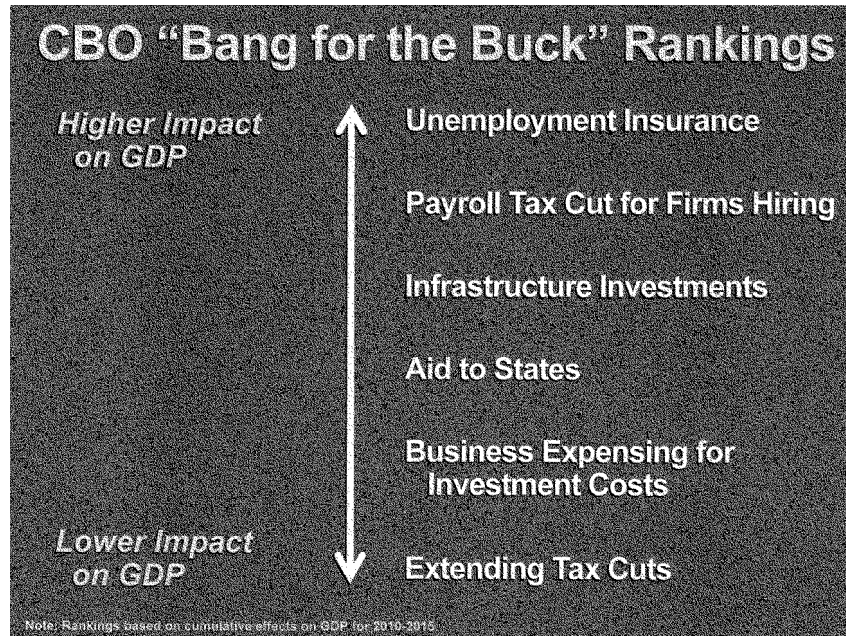 CBO “Bang for the Buck” Rankings
Higher Impact
on GDP
Unemployment Insurance
Payroll Tax Cut for Firms Hiring
Infrastructure Investments
Aid to States
Business Expensing for
Investment Costs
Lower Impact
on GDP
Extending Tax Cuts
Note: Rankings based on cumulative effects on GDP for 2010-2015